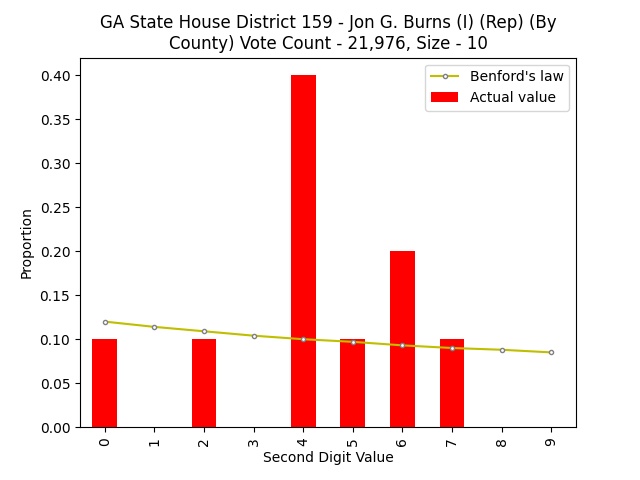 GA State House District 159 - Jon G. Burns (I) (Rep) (By
County) Vote Count - 21,976, Size - 10
Benford's law
Actual value
0.40
0.35
0.30
0.25
0.20
0.15
0.10
0.05
0.00
Proportion
0 1 2 3 4 5 6 7 8 9
Second Digit Value